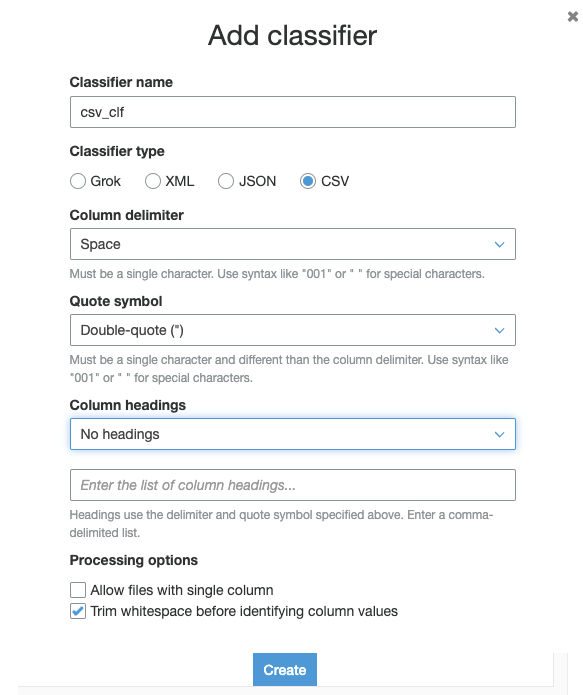 Add classifier
Classifier name
csv_clf
Classifier type
Grok XML JSON CSV
Column delimiter
Space
Must be a single character. Use syntax like "001" or " " for special characters.
Quote symbol
Double-quote (")
Must be a single character and different than the column delimiter. Use syntax like
"001" or " " for special characters.
Column headings
No headings
Enter the list of column headings...
Headings use the delimiter and quote symbol specified above. Enter a comma-
delimited list.
Processing options
Allow files with single column
Trim whitespace before identifying column values
Create